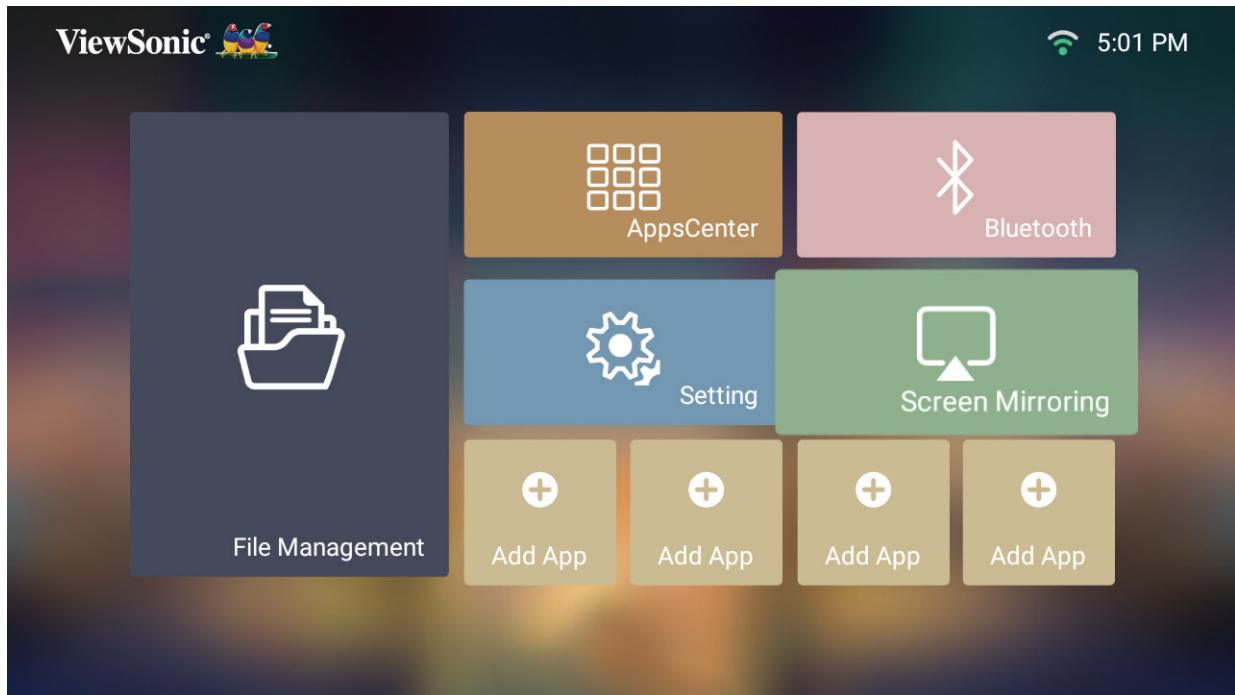 ViewSonic®
5:01 PM
AppsCenter
Bluetooth
Setting
Screen Mirroring
File Management
Add App
Add App
Add App
Add App